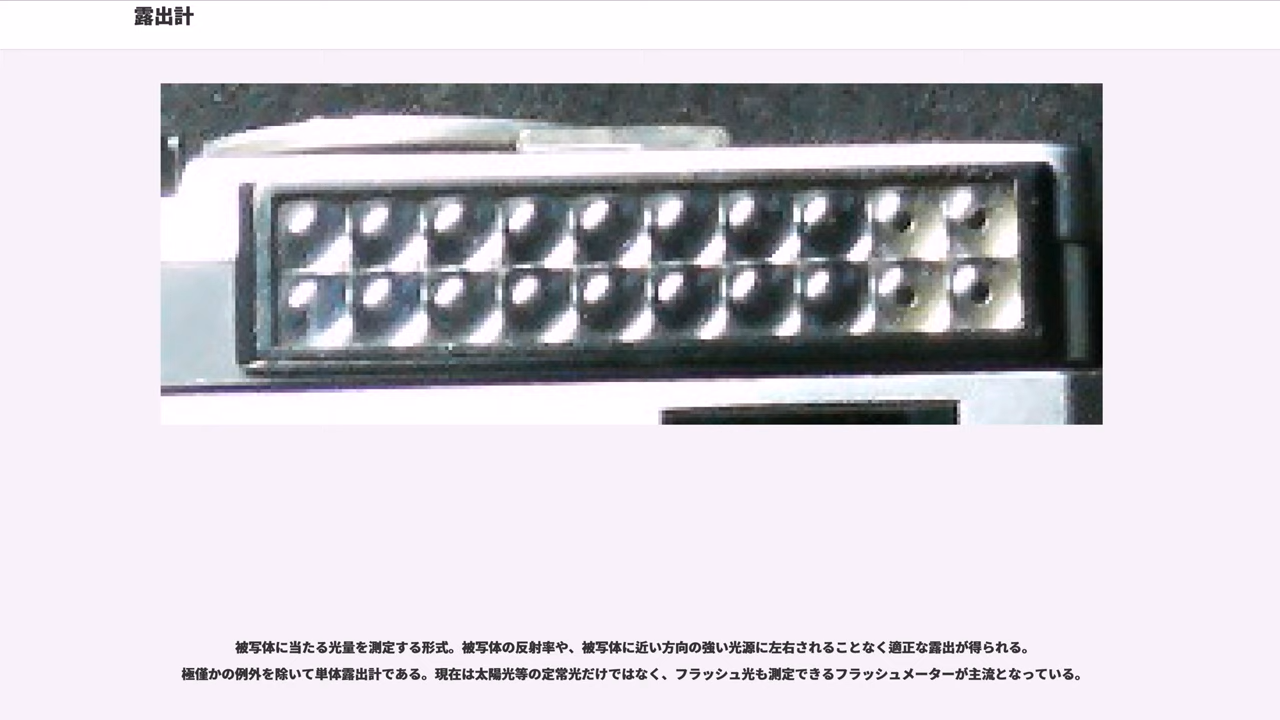 露出計
被写体に当たる光量を測定する形式。被写体の反射率や、被写体に近い方向の強い光源に左右されることなく適正な露出が得られる。
極僅かの例外を除いて単体露出計である。現在は太陽光等の定常光だけではなく、フラッシュ光も測定できるフラッシュメーターが主流となっている。